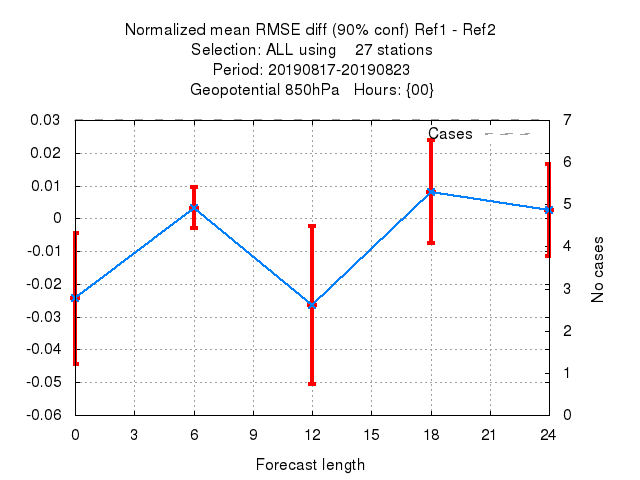 Normalized mean RMSE diff (90% conf) Ref1 - Ref2
Selection: ALL using    27 stations
Period: 20190817-20190823
Geopotential 850hPa   Hours: {00}
Cases
0.03
0.02
0.01
0
-0.01
-0.02
-0.03
-0.04
-0.05
-0.06
7
6
5
4
3
2
1
0
No cases
0 3 6 9 12 15 18 21 24
Forecast length